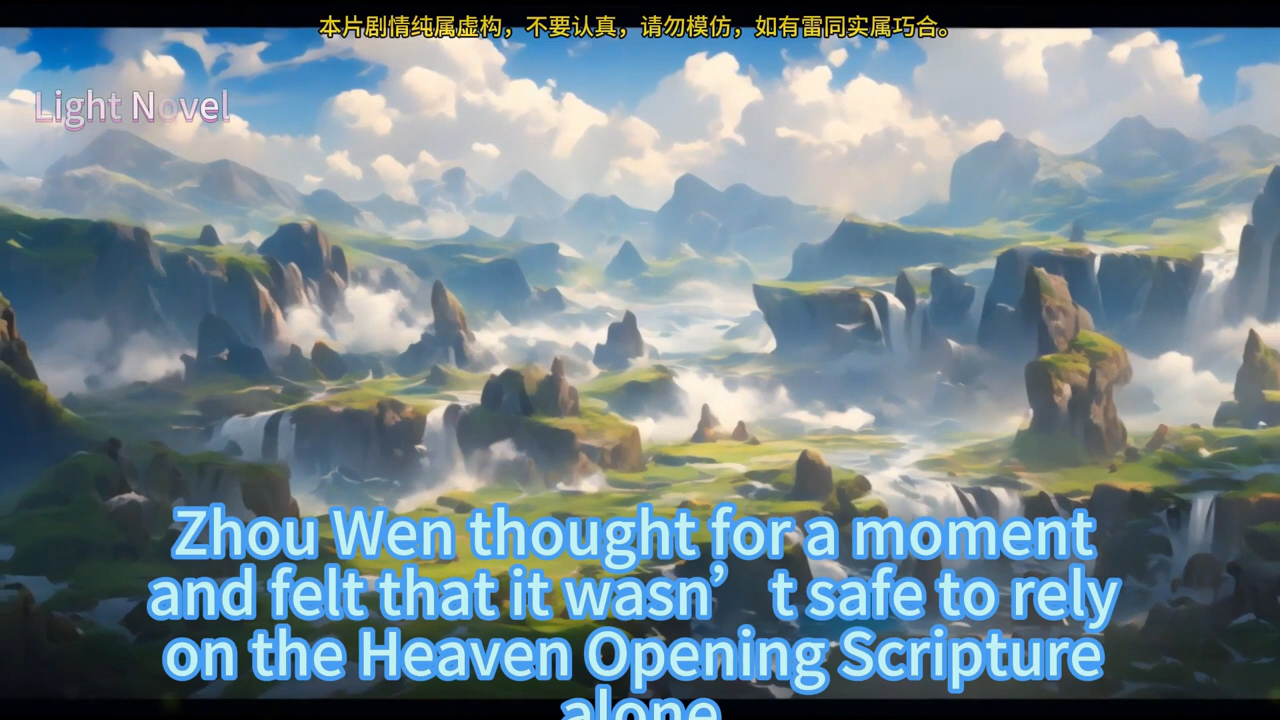 本片剧情纯属虚构，不要认真，请勿模仿，如有雷同实属巧合。
Light Novel
Zhou Wen thought for a moment
and felt that it wasn’t safe to rely
on the Heaven Opening Scripture
alone